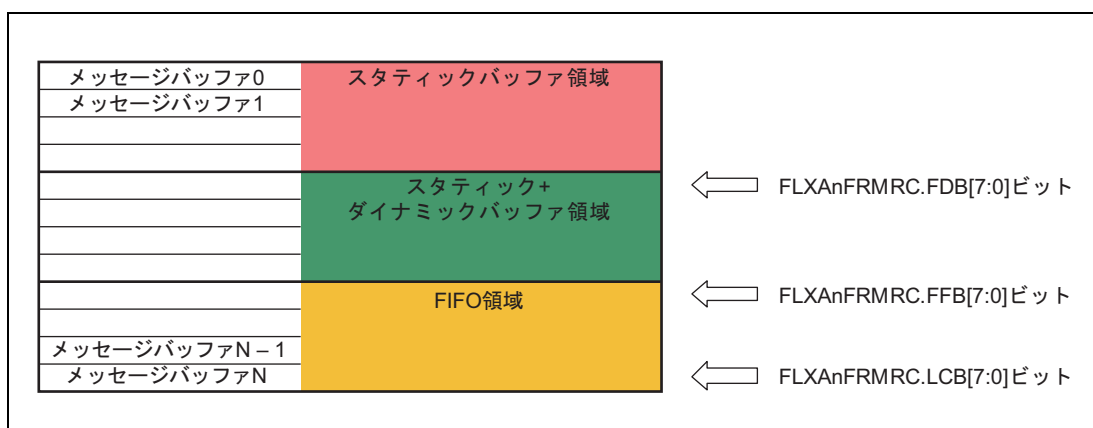 メッセージバッファ0
スタティックバッファ領域
メッセージバッファ1
スタティック+
ダイナミックバッファ領域
FLXAnFRMRC.FDB[7:0]ビット
FIFO領域
FLXAnFRMRC.FFB[7:0]ビット
メッセージバッファN – 1
メッセージバッファN
FLXAnFRMRC.LCB[7:0]ビット